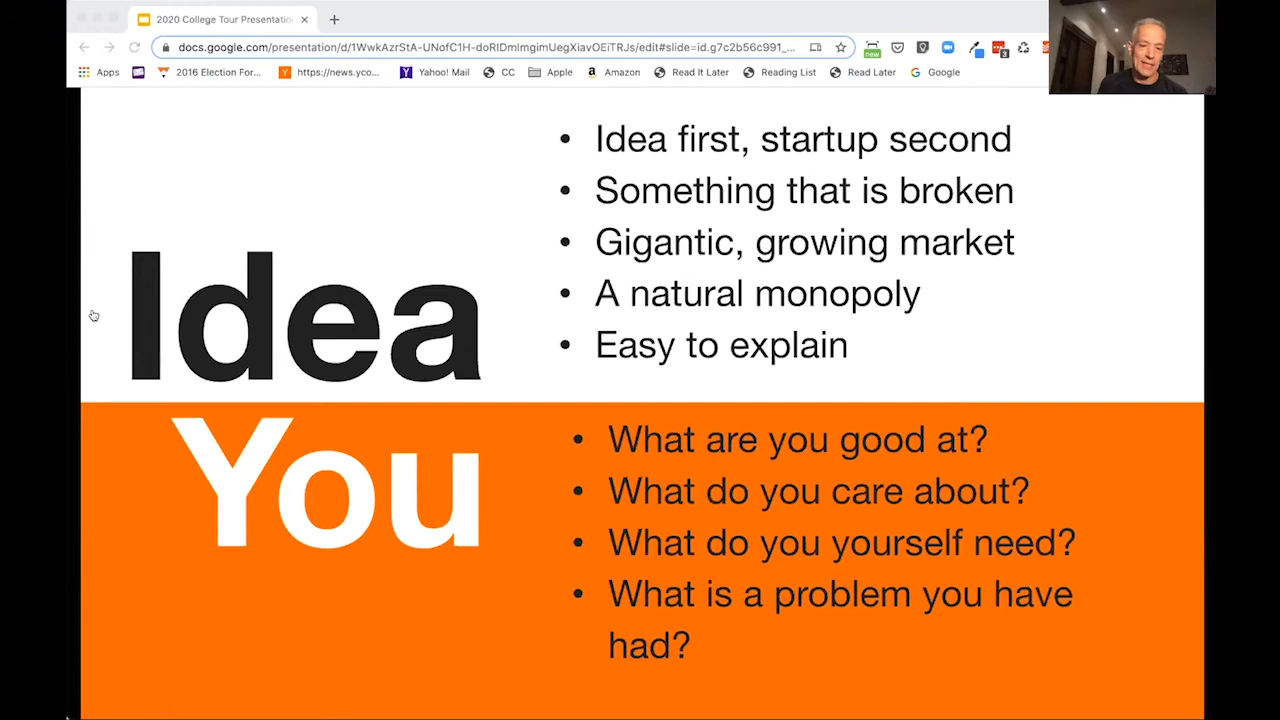 2020 College Tour Presentatio
docs.google.com/presentation/d/1WwkAzrStA-UNofC1H-doRIDmImgimUegXiavOEiTRJs/edit#slide=id.g7c2b56c991_...
new
3
Apps
2016 Election For...
https://news.yco...
Yahoo! Mail
CC
Apple
Amazon
Read It Later
Reading List
Read Later
Google
Idea
• Idea first, startup second
• Something that is broken
• Gigantic, growing market
• A natural monopoly
• Easy to explain
You
• What are you good at?
• What do you care about?
• What do you yourself need?
• What is a problem you have
had?